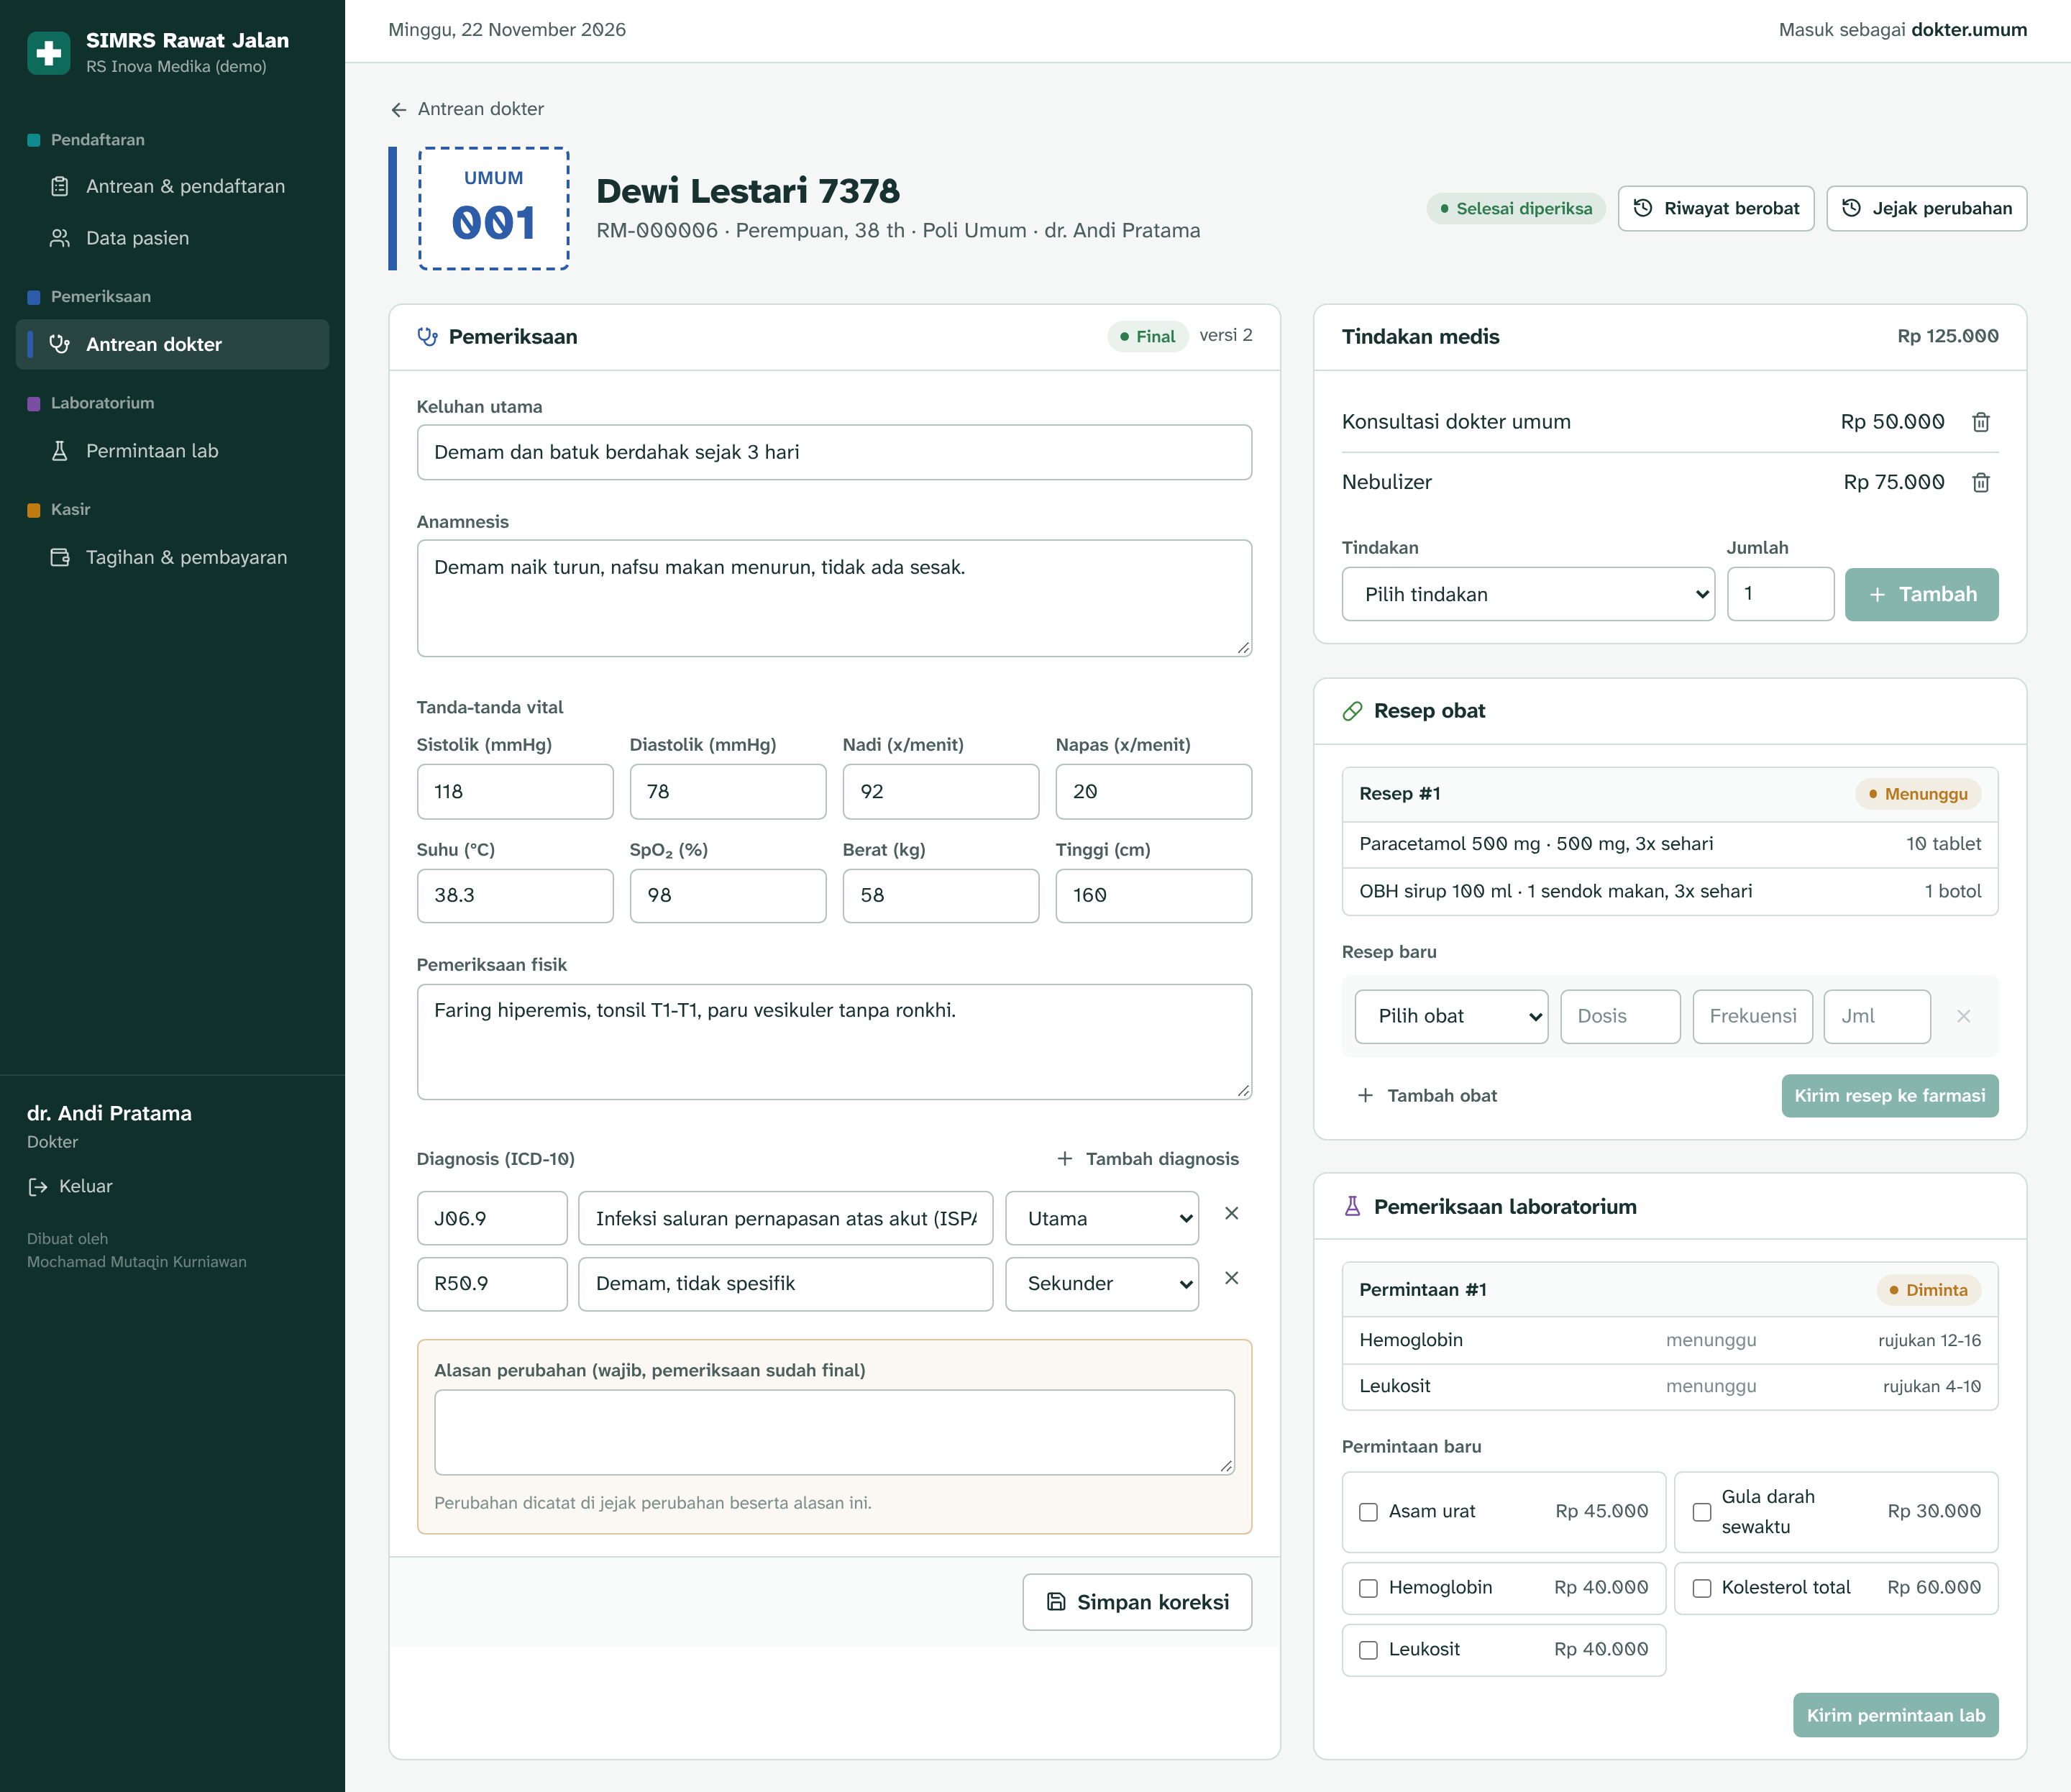 SIMRS Rawat Jalan
RS Inova Medika (demo)
Pendaftaran
Antrean & pendaftaran
Data pasien
Pemeriksaan
Antrean dokter
Laboratorium
Permintaan lab
Kasir
Tagihan & pembayaran
dr. Andi Pratama
Dokter
Keluar
Dibuat oleh
Mochamad Mutaqin Kurniawan
Minggu, 22 November 2026
Masuk sebagai dokter.umum
Antrean dokter
UMUM
001
Dewi Lestari 7378
RM-000006 · Perempuan, 38 th · Poli Umum · dr. Andi Pratama
Selesai diperiksa
Riwayat berobat
Jejak perubahan
Pemeriksaan
Final
versi 2
Keluhan utama
Demam dan batuk berdahak sejak 3 hari
Anamnesis
Demam naik turun, nafsu makan menurun, tidak ada sesak.
Tanda-tanda vital
Sistolik (mmHg) Diastolik (mmHg) Nadi (x/menit) Napas (x/menit)
118 78 92 20
Suhu (°C) SpO₂ (%) Berat (kg) Tinggi (cm)
38.3 98 58 160
Pemeriksaan fisik
Faring hiperemis, tonsil T1-T1, paru vesikuler tanpa ronkhi.
Diagnosis (ICD-10)
Tambah diagnosis
J06.9 Infeksi saluran pernapasan atas akut (ISPA Utama
R50.9 Demam, tidak spesifik Sekunder
Alasan perubahan (wajib, pemeriksaan sudah final)
Perubahan dicatat di jejak perubahan beserta alasan ini.
Simpan koreksi
Tindakan medis
Rp 125.000
Konsultasi dokter umum Rp 50.000
Nebulizer Rp 75.000
Tindakan Jumlah
Pilih tindakan 1 Tambah
Resep obat
Resep #1 Menunggu
Paracetamol 500 mg · 500 mg, 3x sehari 10 tablet
OBH sirup 100 ml · 1 sendok makan, 3x sehari 1 botol
Resep baru
Pilih obat Dosis Frekuensi Jml
Tambah obat
Kirim resep ke farmasi
Pemeriksaan laboratorium
Permintaan #1 Diminta
Hemoglobin menunggu rujukan 12-16
Leukosit menunggu rujukan 4-10
Permintaan baru
Asam urat Rp 45.000
Gula darah sewaktu Rp 30.000
Hemoglobin Rp 40.000
Kolesterol total Rp 60.000
Leukosit Rp 40.000
Kirim permintaan lab